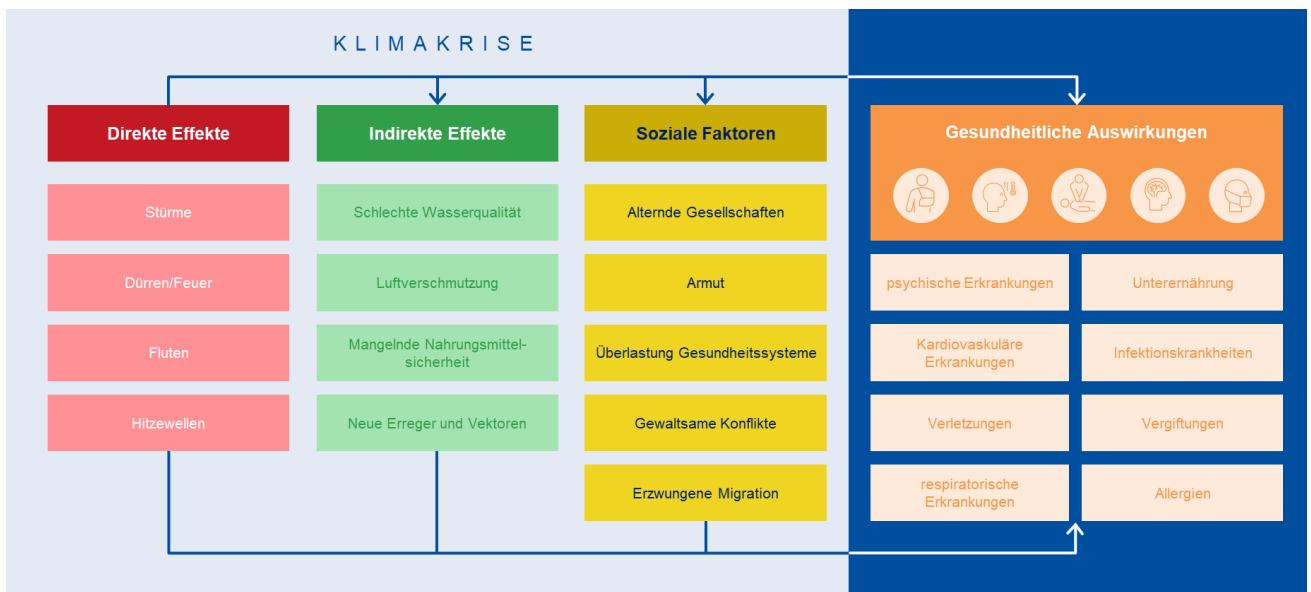 KLIMAKRISE
Direkte Effekte
Stürme
Dürren/Feuer
Fluten
Hitzewellen
Indirekte Effekte
Schlechte Wasserqualität
Luftverschmutzung
Mangelnde Nahrungsmittel-
sicherheit
Neue Erreger und Vektoren
Soziale Faktoren
Alternde Gesellschaften
Armut
Überlastung Gesundheitssysteme
Gewaltsame Konflikte
Erzwungene Migration
Gesundheitliche Auswirkungen
psychische Erkrankungen
Unterernährung
Kardiovaskuläre
Erkrankungen
Infektionskrankheiten
Verletzungen
Vergiftungen
respiratorische
Erkrankungen
Allergien